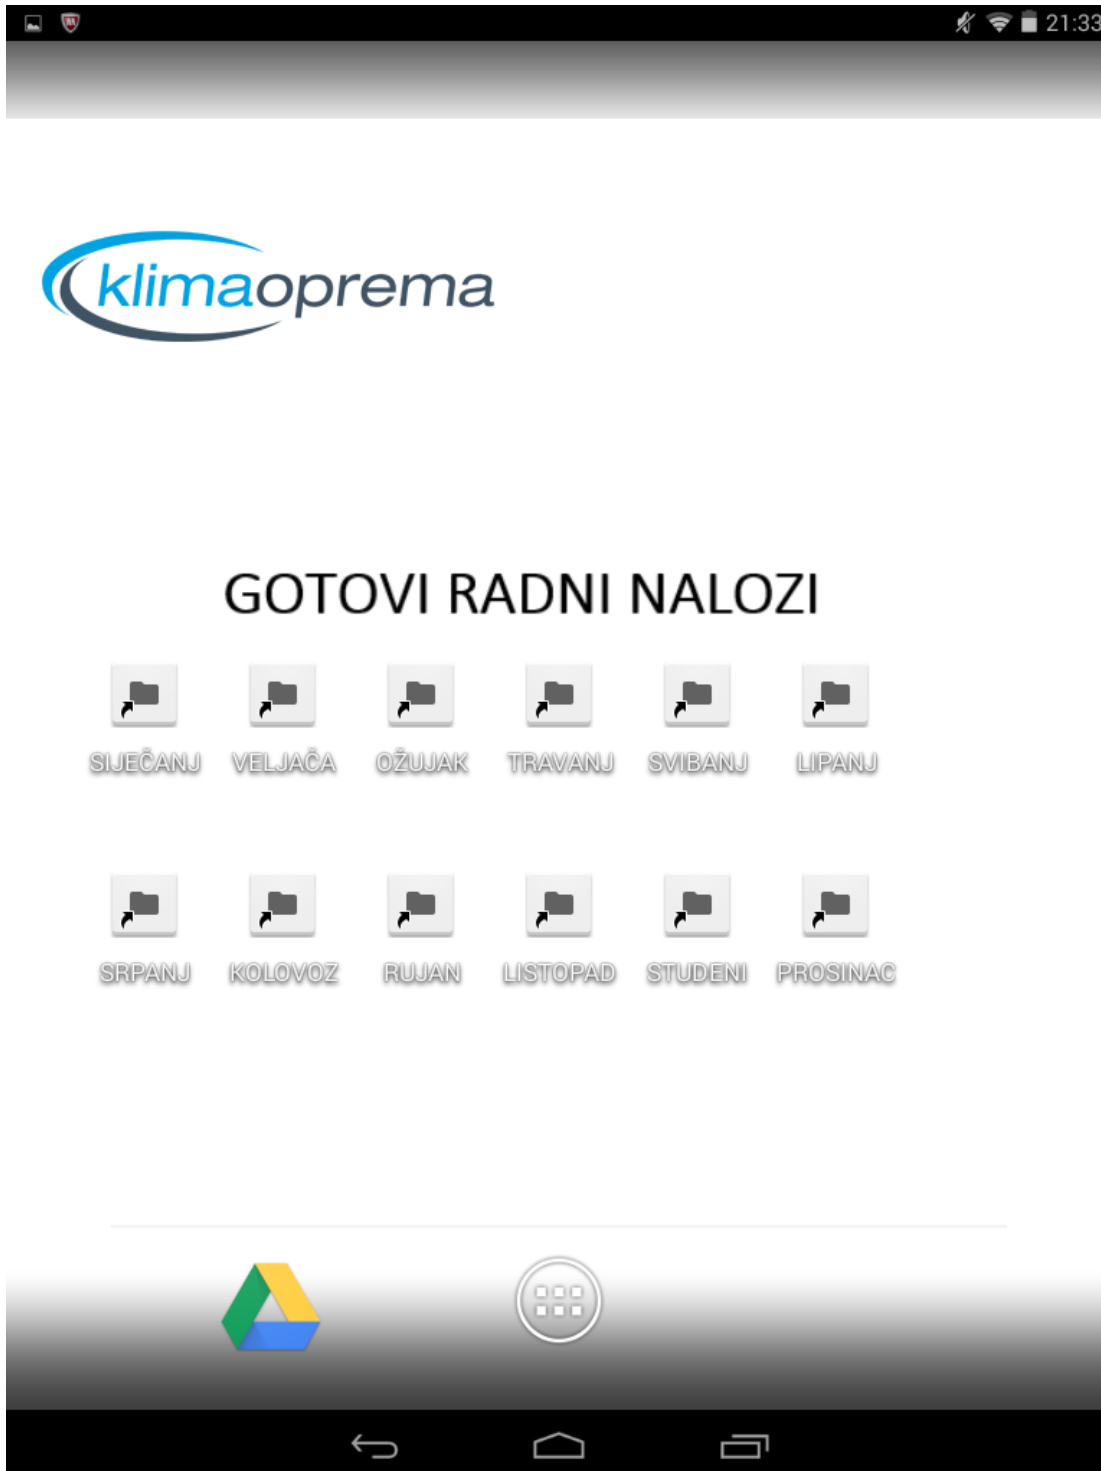 21:33
klimaoprema
GOTOVI RADNI NALOZI
SIJEČANJ VELJAČA OŽUJAK TRAVANJ SVIBANJ LIPANJ
SRPANJ KOLOVOZ RUJAN LISTOPAD STUDENI PROSINAC